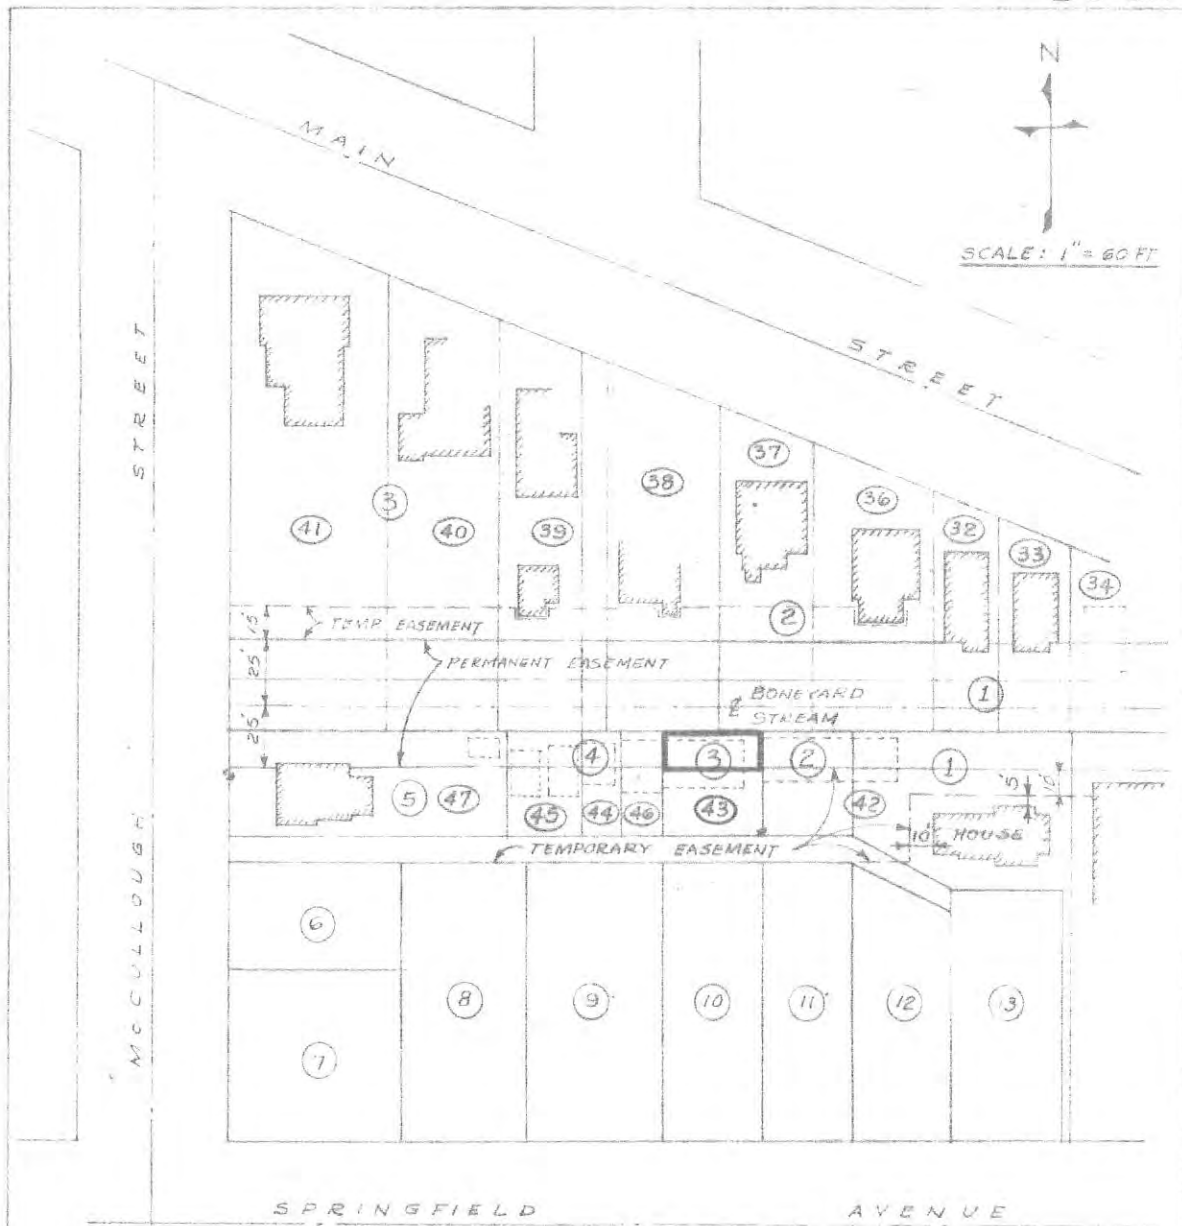 N
SCALE: 1" = 60 FT
MAIN
STREET
McCULLOUGH
STREET
37
38
36
32
33
34
3
41
40
39
2
15'
TEMP. EASEMENT
25'
PERMANENT EASEMENT
1
℄ BONEYARD
STREAM
25'
4
3
2
1
5
47
45
44
46
43
42
5'
10'
10'
HOUSE
TEMPORARY EASEMENT
6
7
8
9
10
11
12
13
SPRINGFIELD AVENUE